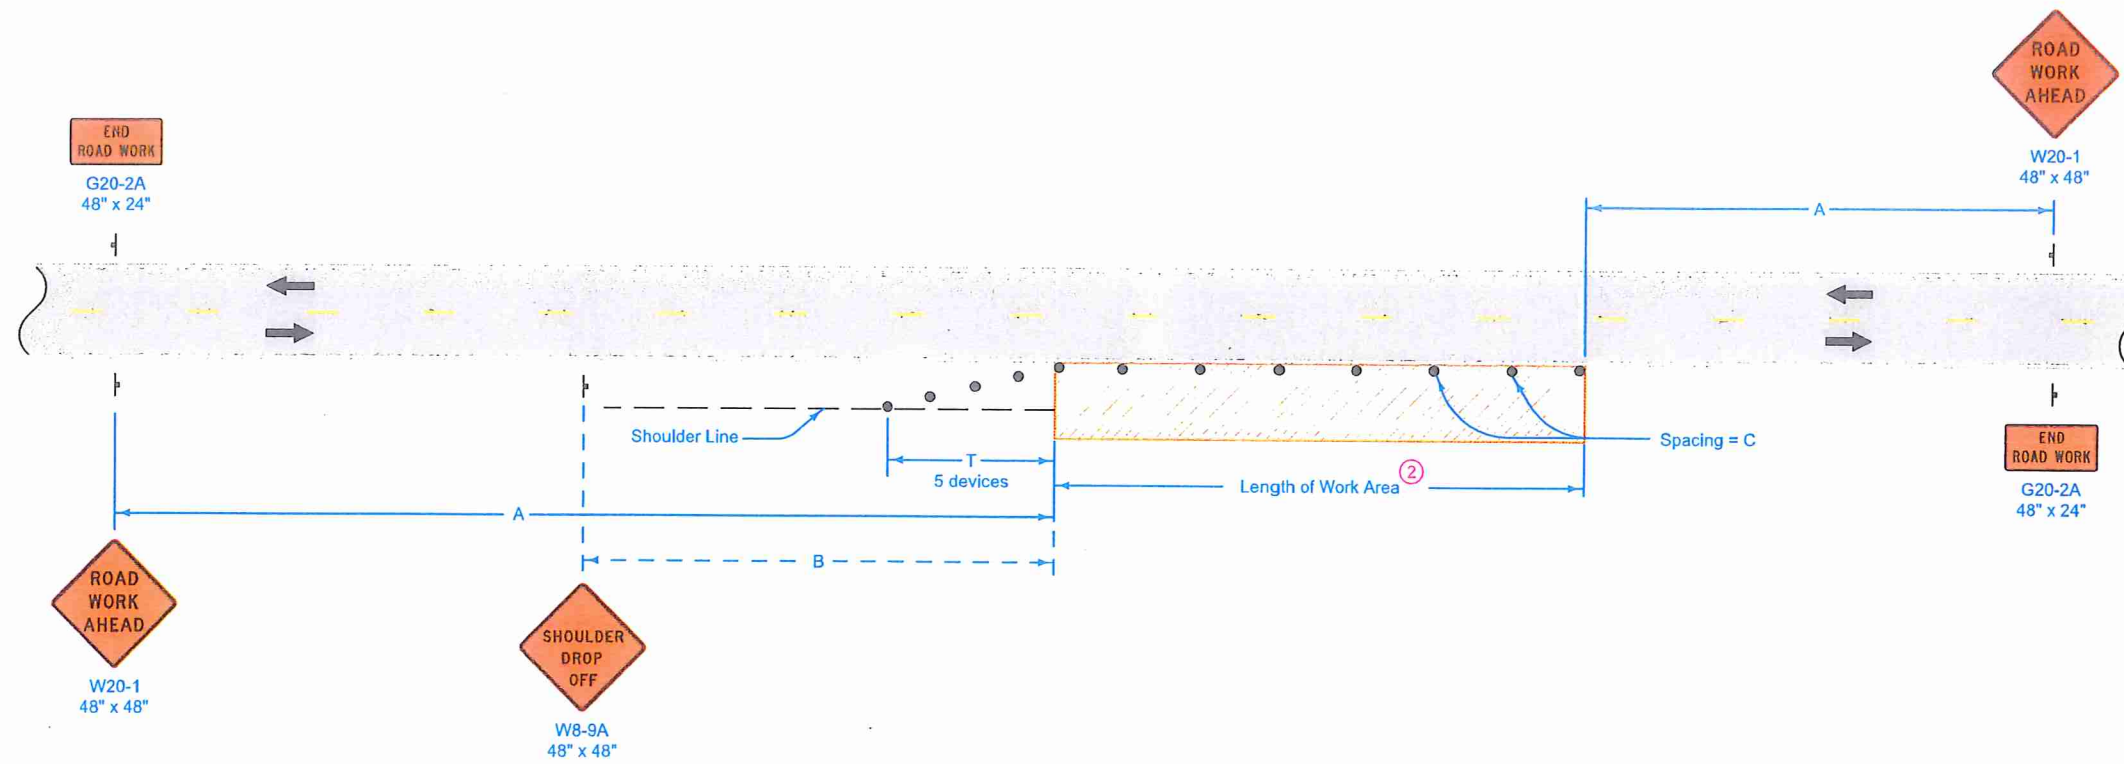 ROAD
WORK
AHEAD
W20-1
48" x 48"
END
ROAD WORK
G20-2A
48" x 24"
A
Shoulder Line
T
5 devices
Length of Work Area ②
Spacing = C
END
ROAD WORK
G20-2A
48" x 24"
A
B
ROAD
WORK
AHEAD
W20-1
48" x 48"
SHOULDER
DROP
OFF
W8-9A
48" x 48"